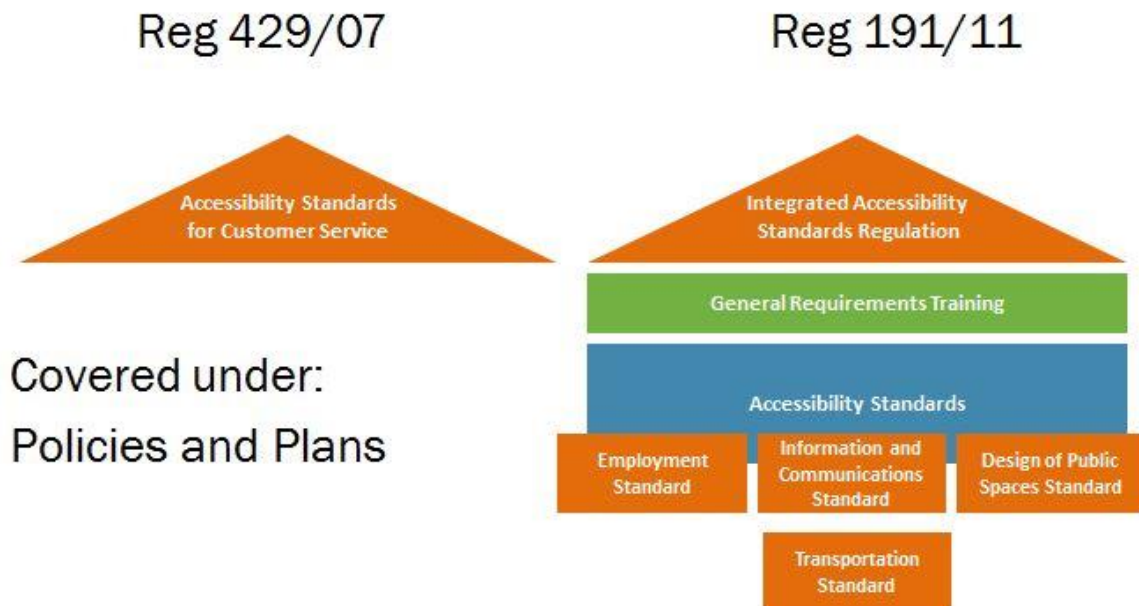 Reg 429/07
Reg 191/11
Accessibility Standards
for Customer Service
Integrated Accessibility
Standards Regulation
General Requirements Training
Covered under:
Policies and Plans
Accessibility Standards
Employment
Standard
Information and
Communications
Standard
Design of Public
Spaces Standard
Transportation
Standard